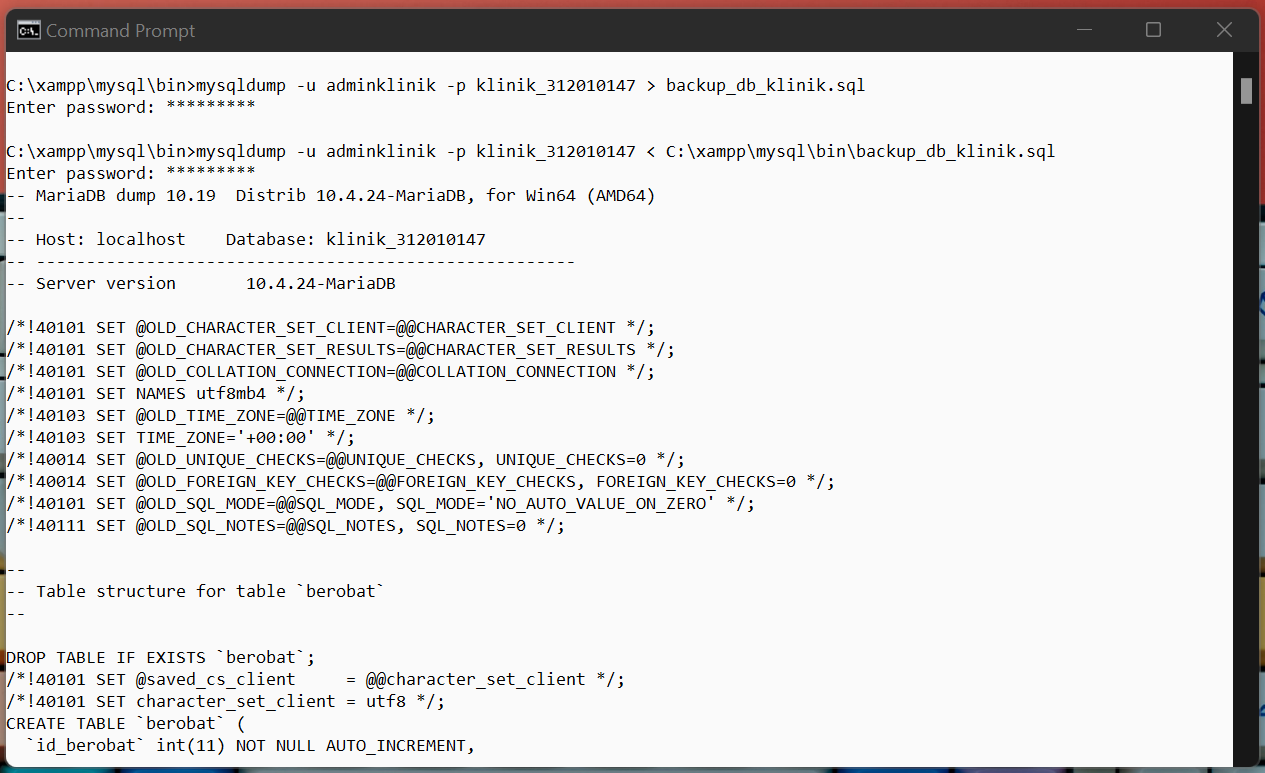 Command Prompt
C:\xampp\mysql\bin>mysqldump -u adminklinik -p klinik_312010147 > backup_db_klinik.sql
Enter password: *********
C:\xampp\mysql\bin>mysqldump -u adminklinik -p klinik_312010147 < C:\xampp\mysql\bin\backup_db_klinik.sql
Enter password: *********
-- MariaDB dump 10.19  Distrib 10.4.24-MariaDB, for Win64 (AMD64)
--
-- Host: localhost    Database: klinik_312010147
-- ------------------------------------------------------
-- Server version       10.4.24-MariaDB
/*!40101 SET @OLD_CHARACTER_SET_CLIENT=@@CHARACTER_SET_CLIENT */;
/*!40101 SET @OLD_CHARACTER_SET_RESULTS=@@CHARACTER_SET_RESULTS */;
/*!40101 SET @OLD_COLLATION_CONNECTION=@@COLLATION_CONNECTION */;
/*!40101 SET NAMES utf8mb4 */;
/*!40103 SET @OLD_TIME_ZONE=@@TIME_ZONE */;
/*!40103 SET TIME_ZONE='+00:00' */;
/*!40014 SET @OLD_UNIQUE_CHECKS=@@UNIQUE_CHECKS, UNIQUE_CHECKS=0 */;
/*!40014 SET @OLD_FOREIGN_KEY_CHECKS=@@FOREIGN_KEY_CHECKS, FOREIGN_KEY_CHECKS=0 */;
/*!40101 SET @OLD_SQL_MODE=@@SQL_MODE, SQL_MODE='NO_AUTO_VALUE_ON_ZERO' */;
/*!40111 SET @OLD_SQL_NOTES=@@SQL_NOTES, SQL_NOTES=0 */;
--
-- Table structure for table `berobat`
--
DROP TABLE IF EXISTS `berobat`;
/*!40101 SET @saved_cs_client     = @@character_set_client */;
/*!40101 SET character_set_client = utf8 */;
CREATE TABLE `berobat` (
  `id_berobat` int(11) NOT NULL AUTO_INCREMENT,